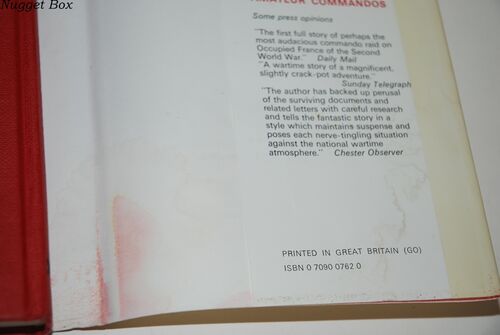 Nugget Box
AMATEUR COMMANDOS
Some press opinions
"The first full story of perhaps the
most audacious commando raid on
Occupied France of the Second
World War." Daily Mail
"A wartime story of a magnificent,
slightly crack-pot adventure."
Sunday Telegraph
"The author has backed up perusal
of the surviving documents and
related letters with careful research
and tells the fantastic story in a
style which maintains suspense and
poses each nerve-tingling situation
against the national wartime
atmosphere." Chester Observer
PRINTED IN GREAT BRITAIN (GO)
ISBN 0 7090 0762 0